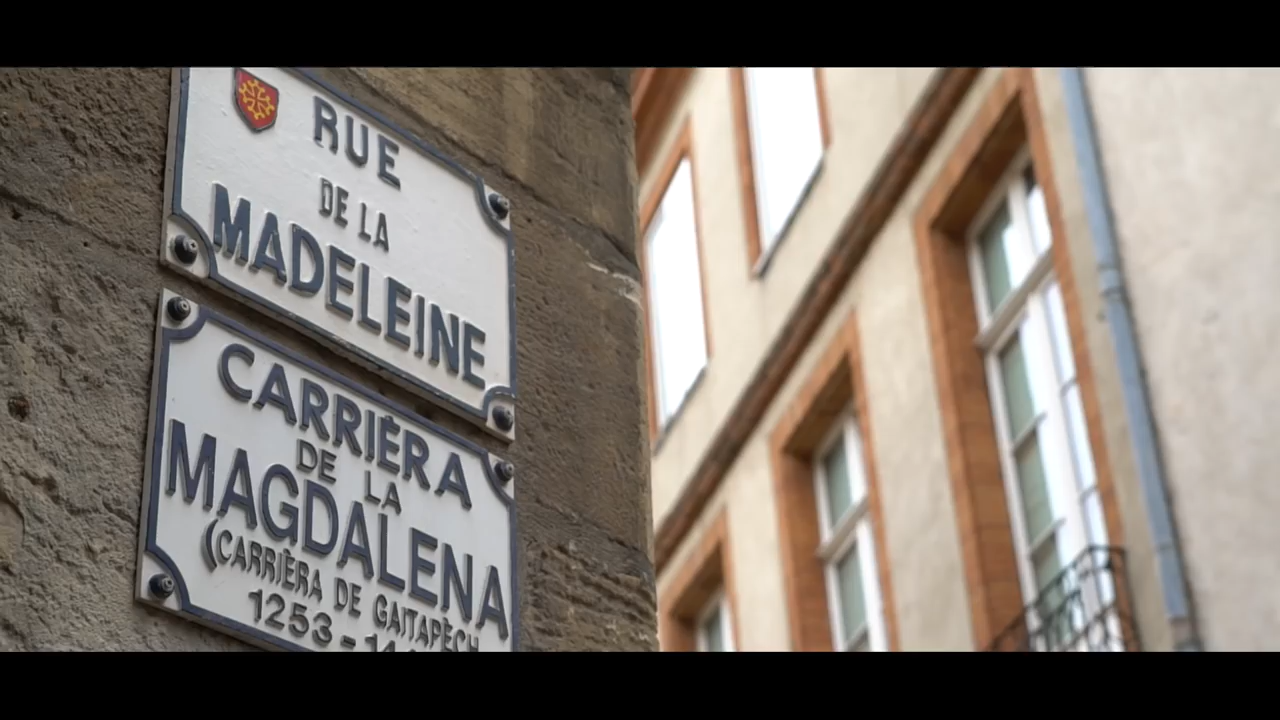 RUE
DE LA
MADELEINE
CARRIÈRA
DE LA
MAGDALENA
(CARRIÈRA DE GAITAPÈCH
1253 -